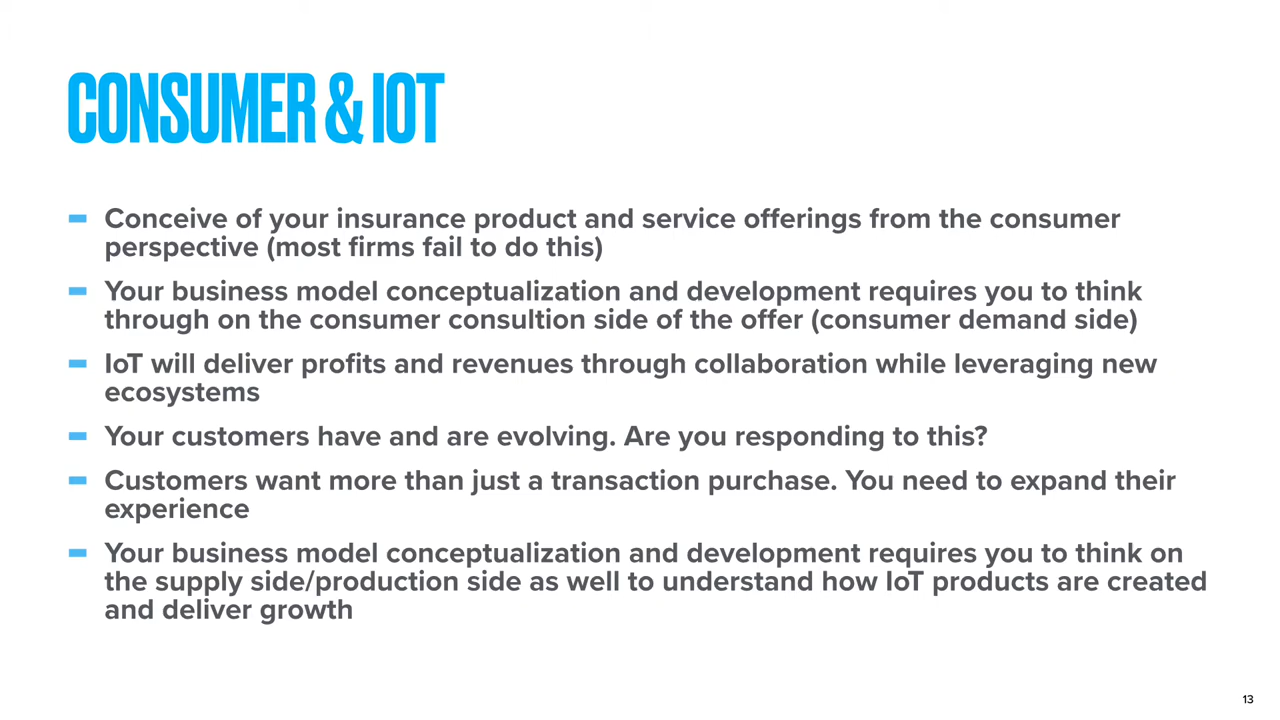 CONSUMER & IOT
Conceive of your insurance product and service offerings from the consumer
perspective (most firms fail to do this)
Your business model conceptualization and development requires you to think
through on the consumer consultion side of the offer (consumer demand side)
IoT will deliver profits and revenues through collaboration while leveraging new
ecosystems
Your customers have and are evolving. Are you responding to this?
Customers want more than just a transaction purchase. You need to expand their
experience
Your business model conceptualization and development requires you to think on
the supply side/production side as well to understand how IoT products are created
and deliver growth
13